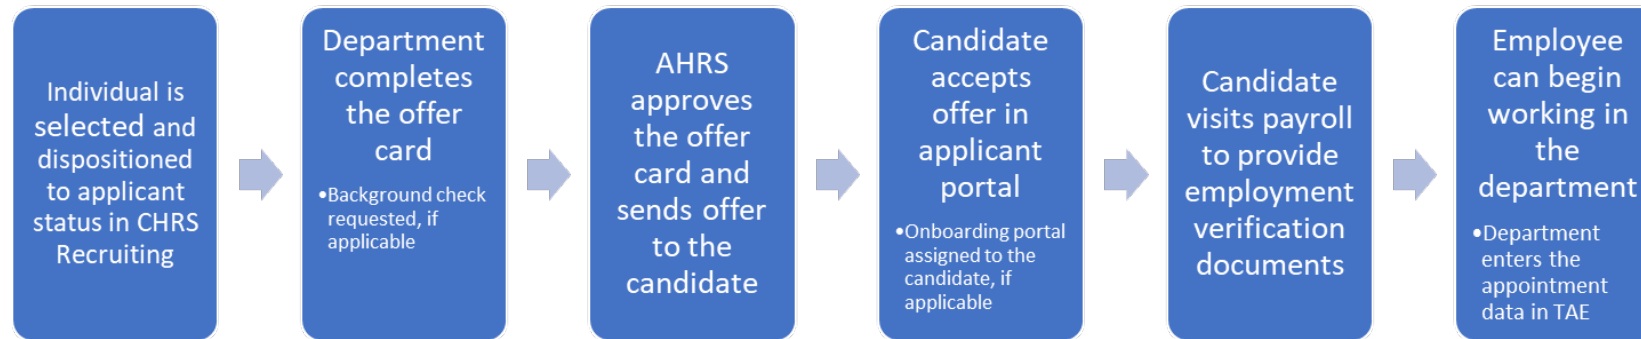 Individual is
selected and
dispositioned
to applicant
status in CHRS
Recruiting
Department
completes
the offer
card
•Background check
requested, if
applicable
AHRS
approves
the offer
card and
sends offer
to the
candidate
Candidate
accepts
offer in
applicant
portal
•Onboarding portal
assigned to the
candidate, if
applicable
Candidate
visits payroll
to provide
employment
verification
documents
Employee
can begin
working in
the
department
•Department
enters the
appointment
data in TAE